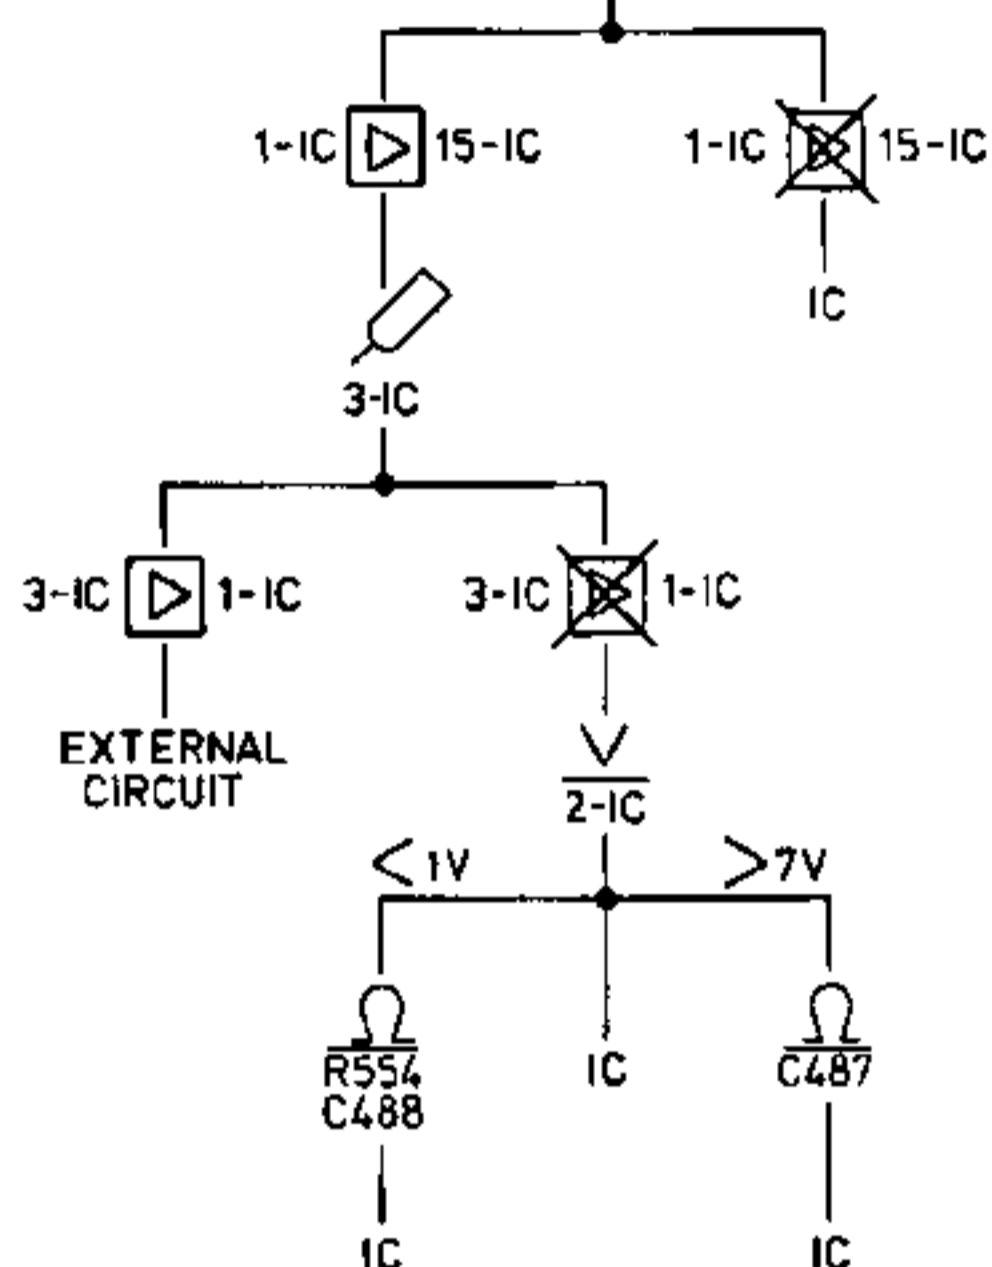 1-IC 15-IC 1-IC 15-IC
IC
3-IC
3-IC 1-IC 3-IC 1-IC
EXTERNAL
CIRCUIT
2-IC
<1V >7V
R554 IC C487
C488
IC IC